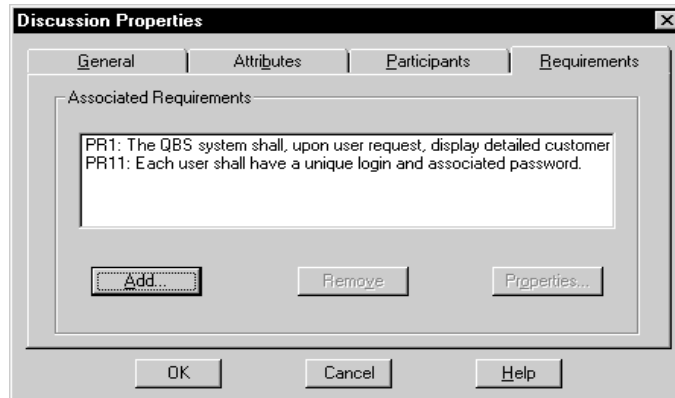 Discussion Properties
General Attributes Participants Requirements
Associated Requirements
PR1: The QBS system shall, upon user request, display detailed customer
PR11: Each user shall have a unique login and associated password.
Add... Remove Properties...
OK Cancel Help